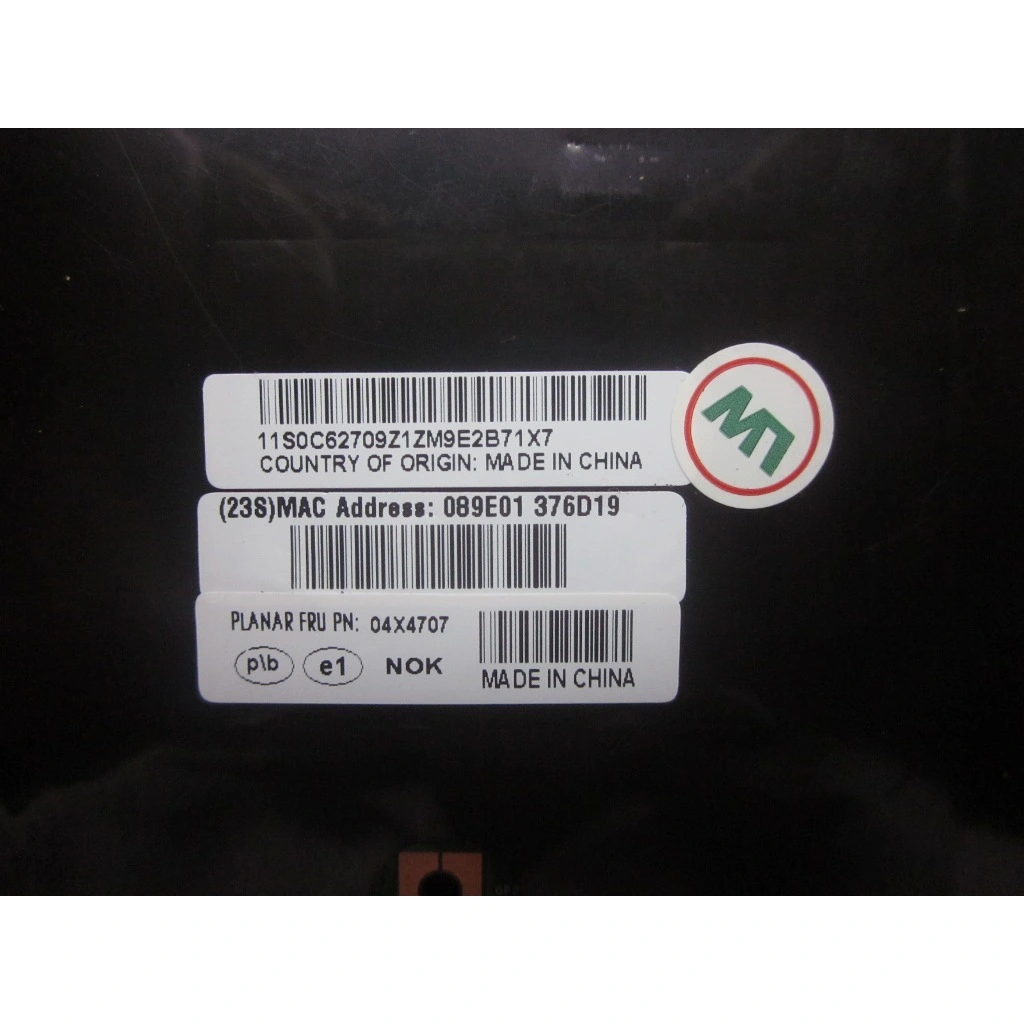 11S0C62709Z1ZM9E2B71X7
COUNTRY OF ORIGIN: MADE IN CHINA
(23S)MAC Address: 089E01 376D19
PLANAR FRU PN: 04X4707
p\b e1 NOK
MADE IN CHINA